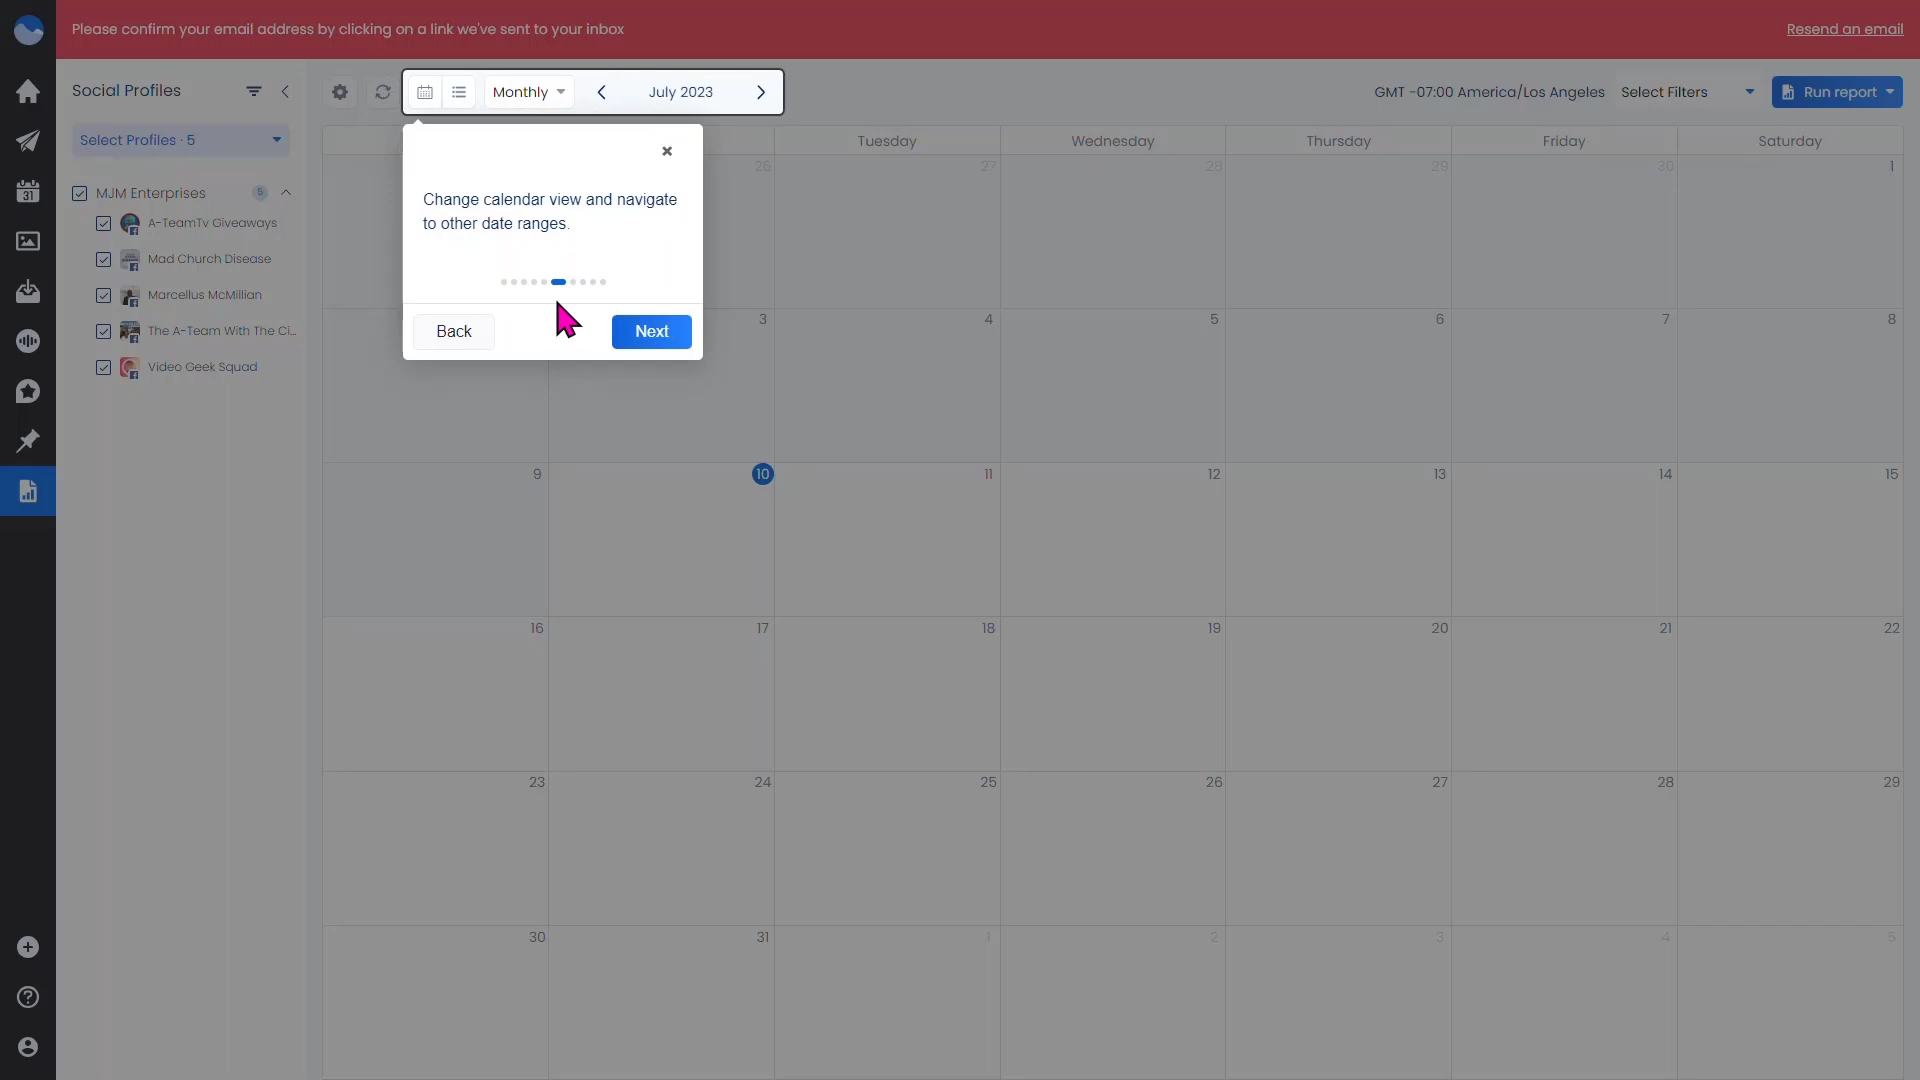 Please confirm your email address by clicking on a link we've sent to your inbox
Resend an email
31
Social Profiles
Select Profiles · 5
MJM Enterprises 5
A-TeamTv Giveaways
Mad Church Disease
Marcellus McMillian
The A-Team With The Ci...
Video Geek Squad
Monthly
July 2023
GMT -07:00 America/Los Angeles
Select Filters
Run report
Change calendar view and navigate
to other date ranges.
Back
Next
Tuesday Wednesday Thursday Friday Saturday
26 27 28 29 30 1
3 4 5 6 7 8
9 10 11 12 13 14 15
16 17 18 19 20 21 22
23 24 25 26 27 28 29
30 31 1 2 3 4 5